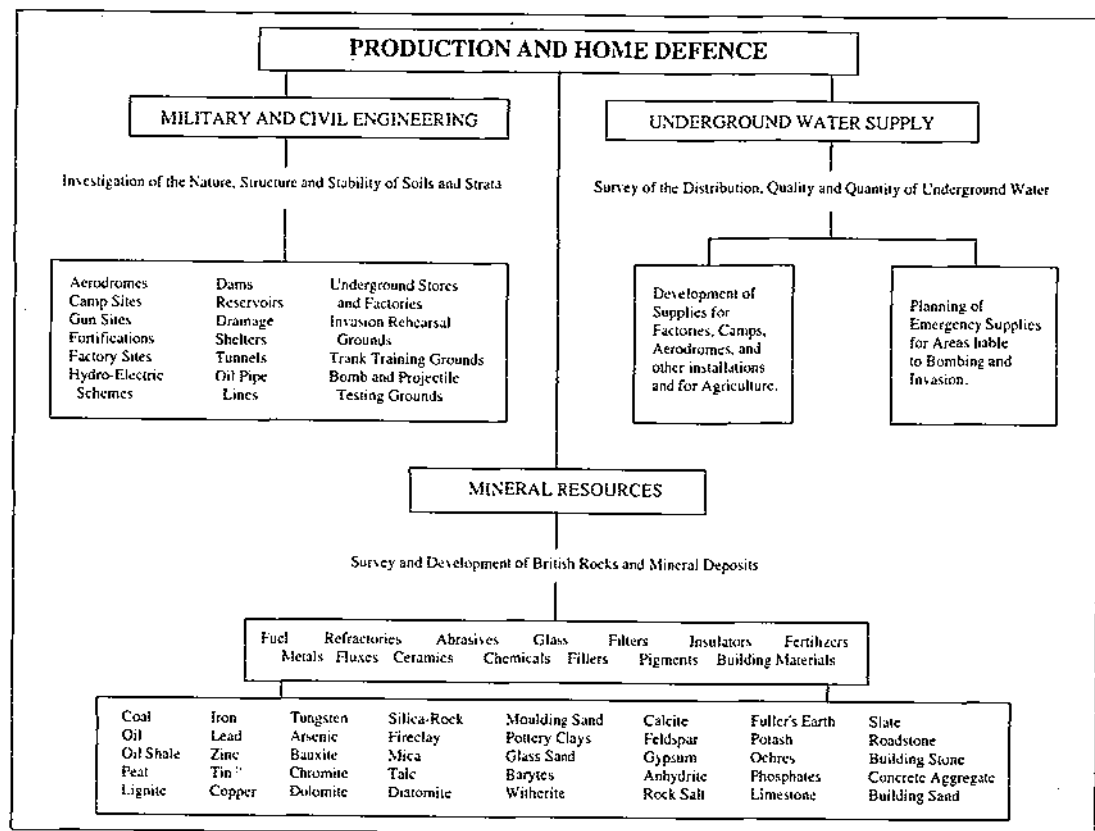 PRODUCTION AND HOME DEFENCE
MILITARY AND CIVIL ENGINEERING
Investigation of the Nature, Structure and Stability of Soils and Strata
Aerodromes
Camp Sites
Gun Sites
Fortifications
Factory Sites
Hydro-Electric
Schemes
Dams
Reservoirs
Drainage
Shelters
Tunnels
Oil Pipe
Lines
Underground Stores
and Factories
Invasion Rehearsal
Grounds
Trank Training Grounds
Bomb and Projectile
Testing Grounds
UNDERGROUND WATER SUPPLY
Survey of the Distribution, Quality and Quantity of Underground Water
Development of
Supplies for
Factories, Camps,
Aerodromes, and
other installations
and for Agriculture.
Planning of
Emergency Supplies
for Areas liable
to Bombing and
Invasion.
MINERAL RESOURCES
Survey and Development of British Rocks and Mineral Deposits
Fuel Refractories Abrasives Glass Filters Insulators Fertilizers
Metals Fluxes Ceramics Chemicals Fillers Pigments Building Materials
Coal
Oil
Oil Shale
Peat
Lignite
Iron
Lead
Zinc
Tin
Copper
Tungsten
Arsenic
Bauxite
Chromite
Dolomite
Silica-Rock
Fireclay
Mica
Talc
Diatomite
Moulding Sand
Pottery Clays
Glass Sand
Barytes
Witherite
Calcite
Feldspar
Gypsum
Anhydrite
Rock Salt
Fuller's Earth
Potash
Ochres
Phosphates
Limestone
Slate
Roadstone
Building Stone
Concrete Aggregate
Building Sand